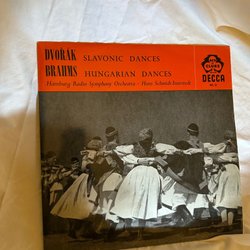 DVOŘÁK SLAVONIC DANCES
BRAHMS HUNGARIAN DANCES
Hamburg Radio Symphony Orchestra - Hans Schmidt-Isserstedt
DECCA